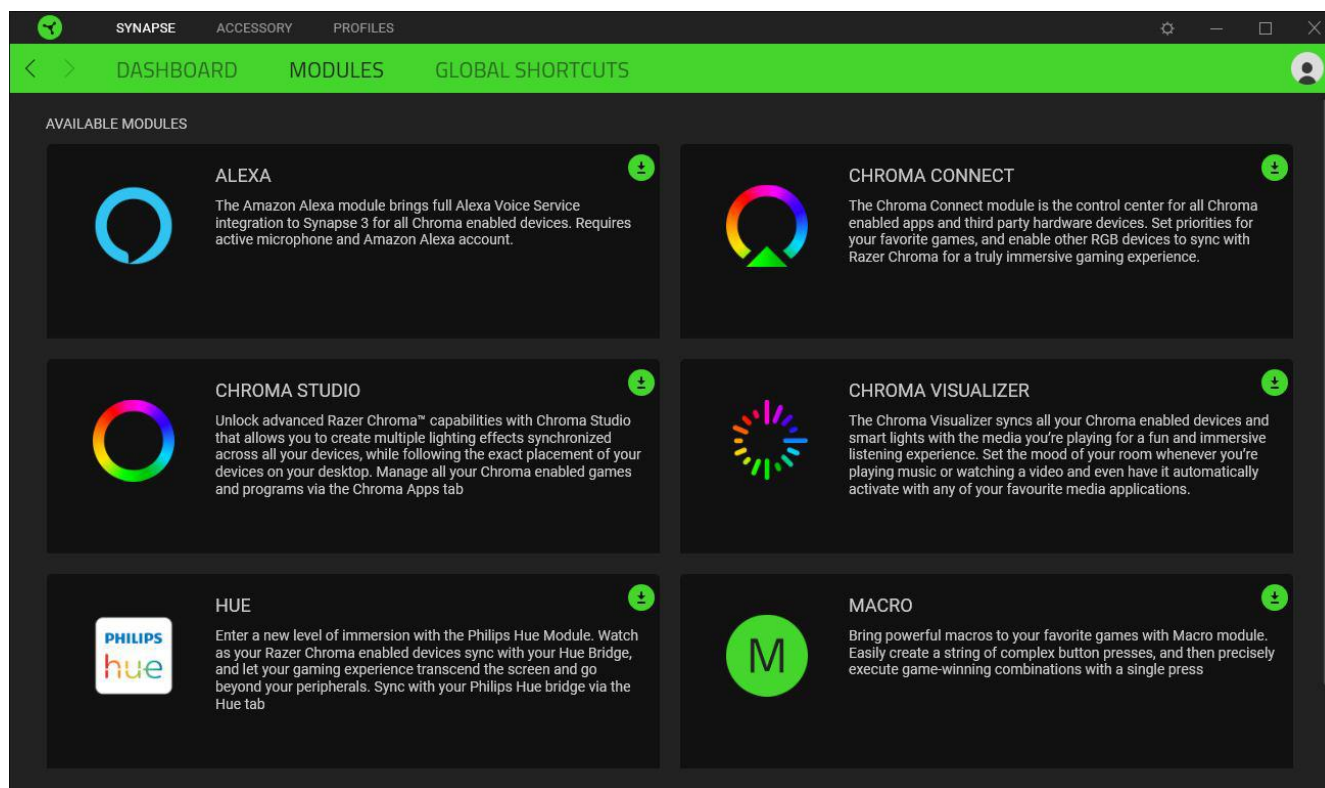 SYNAPSE ACCESSORY PROFILES
DASHBOARD MODULES GLOBAL SHORTCUTS
AVAILABLE MODULES
ALEXA
The Amazon Alexa module brings full Alexa Voice Service
integration to Synapse 3 for all Chroma enabled devices. Requires
active microphone and Amazon Alexa account.
CHROMA CONNECT
The Chroma Connect module is the control center for all Chroma
enabled apps and third party hardware devices. Set priorities for
your favorite games, and enable other RGB devices to sync with
Razer Chroma for a truly immersive gaming experience.
CHROMA STUDIO
Unlock advanced Razer Chroma™ capabilities with Chroma Studio
that allows you to create multiple lighting effects synchronized
across all your devices, while following the exact placement of your
devices on your desktop. Manage all your Chroma enabled games
and programs via the Chroma Apps tab
CHROMA VISUALIZER
The Chroma Visualizer syncs all your Chroma enabled devices and
smart lights with the media you're playing for a fun and immersive
listening experience. Set the mood of your room whenever you're
playing music or watching a video and even have it automatically
activate with any of your favourite media applications.
PHILIPS
hue
HUE
Enter a new level of immersion with the Philips Hue Module. Watch
as your Razer Chroma enabled devices sync with your Hue Bridge,
and let your gaming experience transcend the screen and go
beyond your peripherals. Sync with your Philips Hue bridge via the
Hue tab
M
MACRO
Bring powerful macros to your favorite games with Macro module.
Easily create a string of complex button presses, and then precisely
execute game-winning combinations with a single press